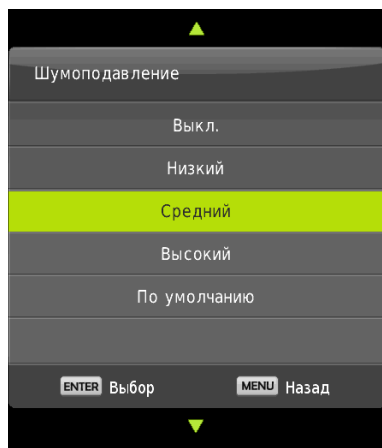 Шумоподавление
Выкл.
Низкий
Средний
Высокий
По умолчанию
ENTER Выбор MENU Назад